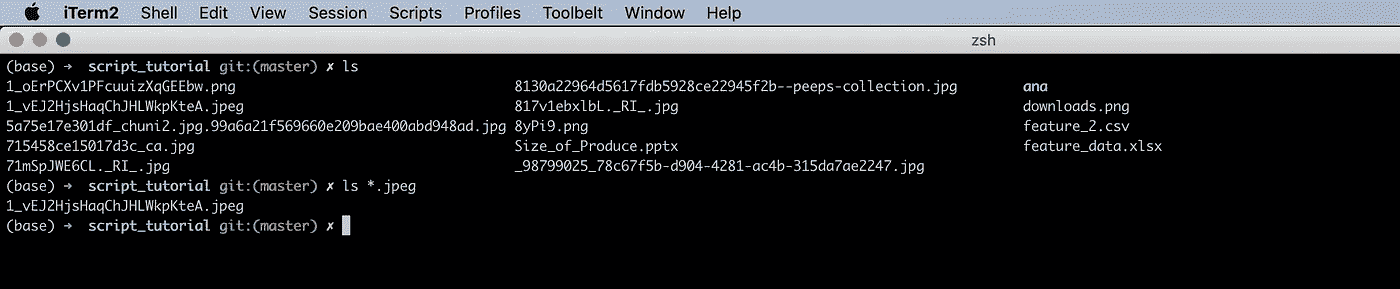 iTerm2 Shell Edit View Session Scripts Profiles Toolbelt Window Help
zsh
(base) → script_tutorial git:(master) ✗ ls
1_oErPCXv1PFcuuizXqGEEbw.png 8130a22964d5617fdb5928ce22945f2b--peeps-collection.jpg ana
1_vEJ2HjsHaqChJHLWkpKteA.jpeg 817v1ebxlbL._RI_.jpg downloads.png
5a75e17e301df_chuni2.jpg.99a6a21f569660e209bae400abd948ad.jpg 8yPi9.png feature_2.csv
715458ce15017d3c_ca.jpg Size_of_Produce.pptx feature_data.xlsx
71mSpJWE6CL._RI_.jpg _98799025_78c67f5b-d904-4281-ac4b-315da7ae2247.jpg
(base) → script_tutorial git:(master) ✗ ls *.jpeg
1_vEJ2HjsHaqChJHLWkpKteA.jpeg
(base) → script_tutorial git:(master) ✗